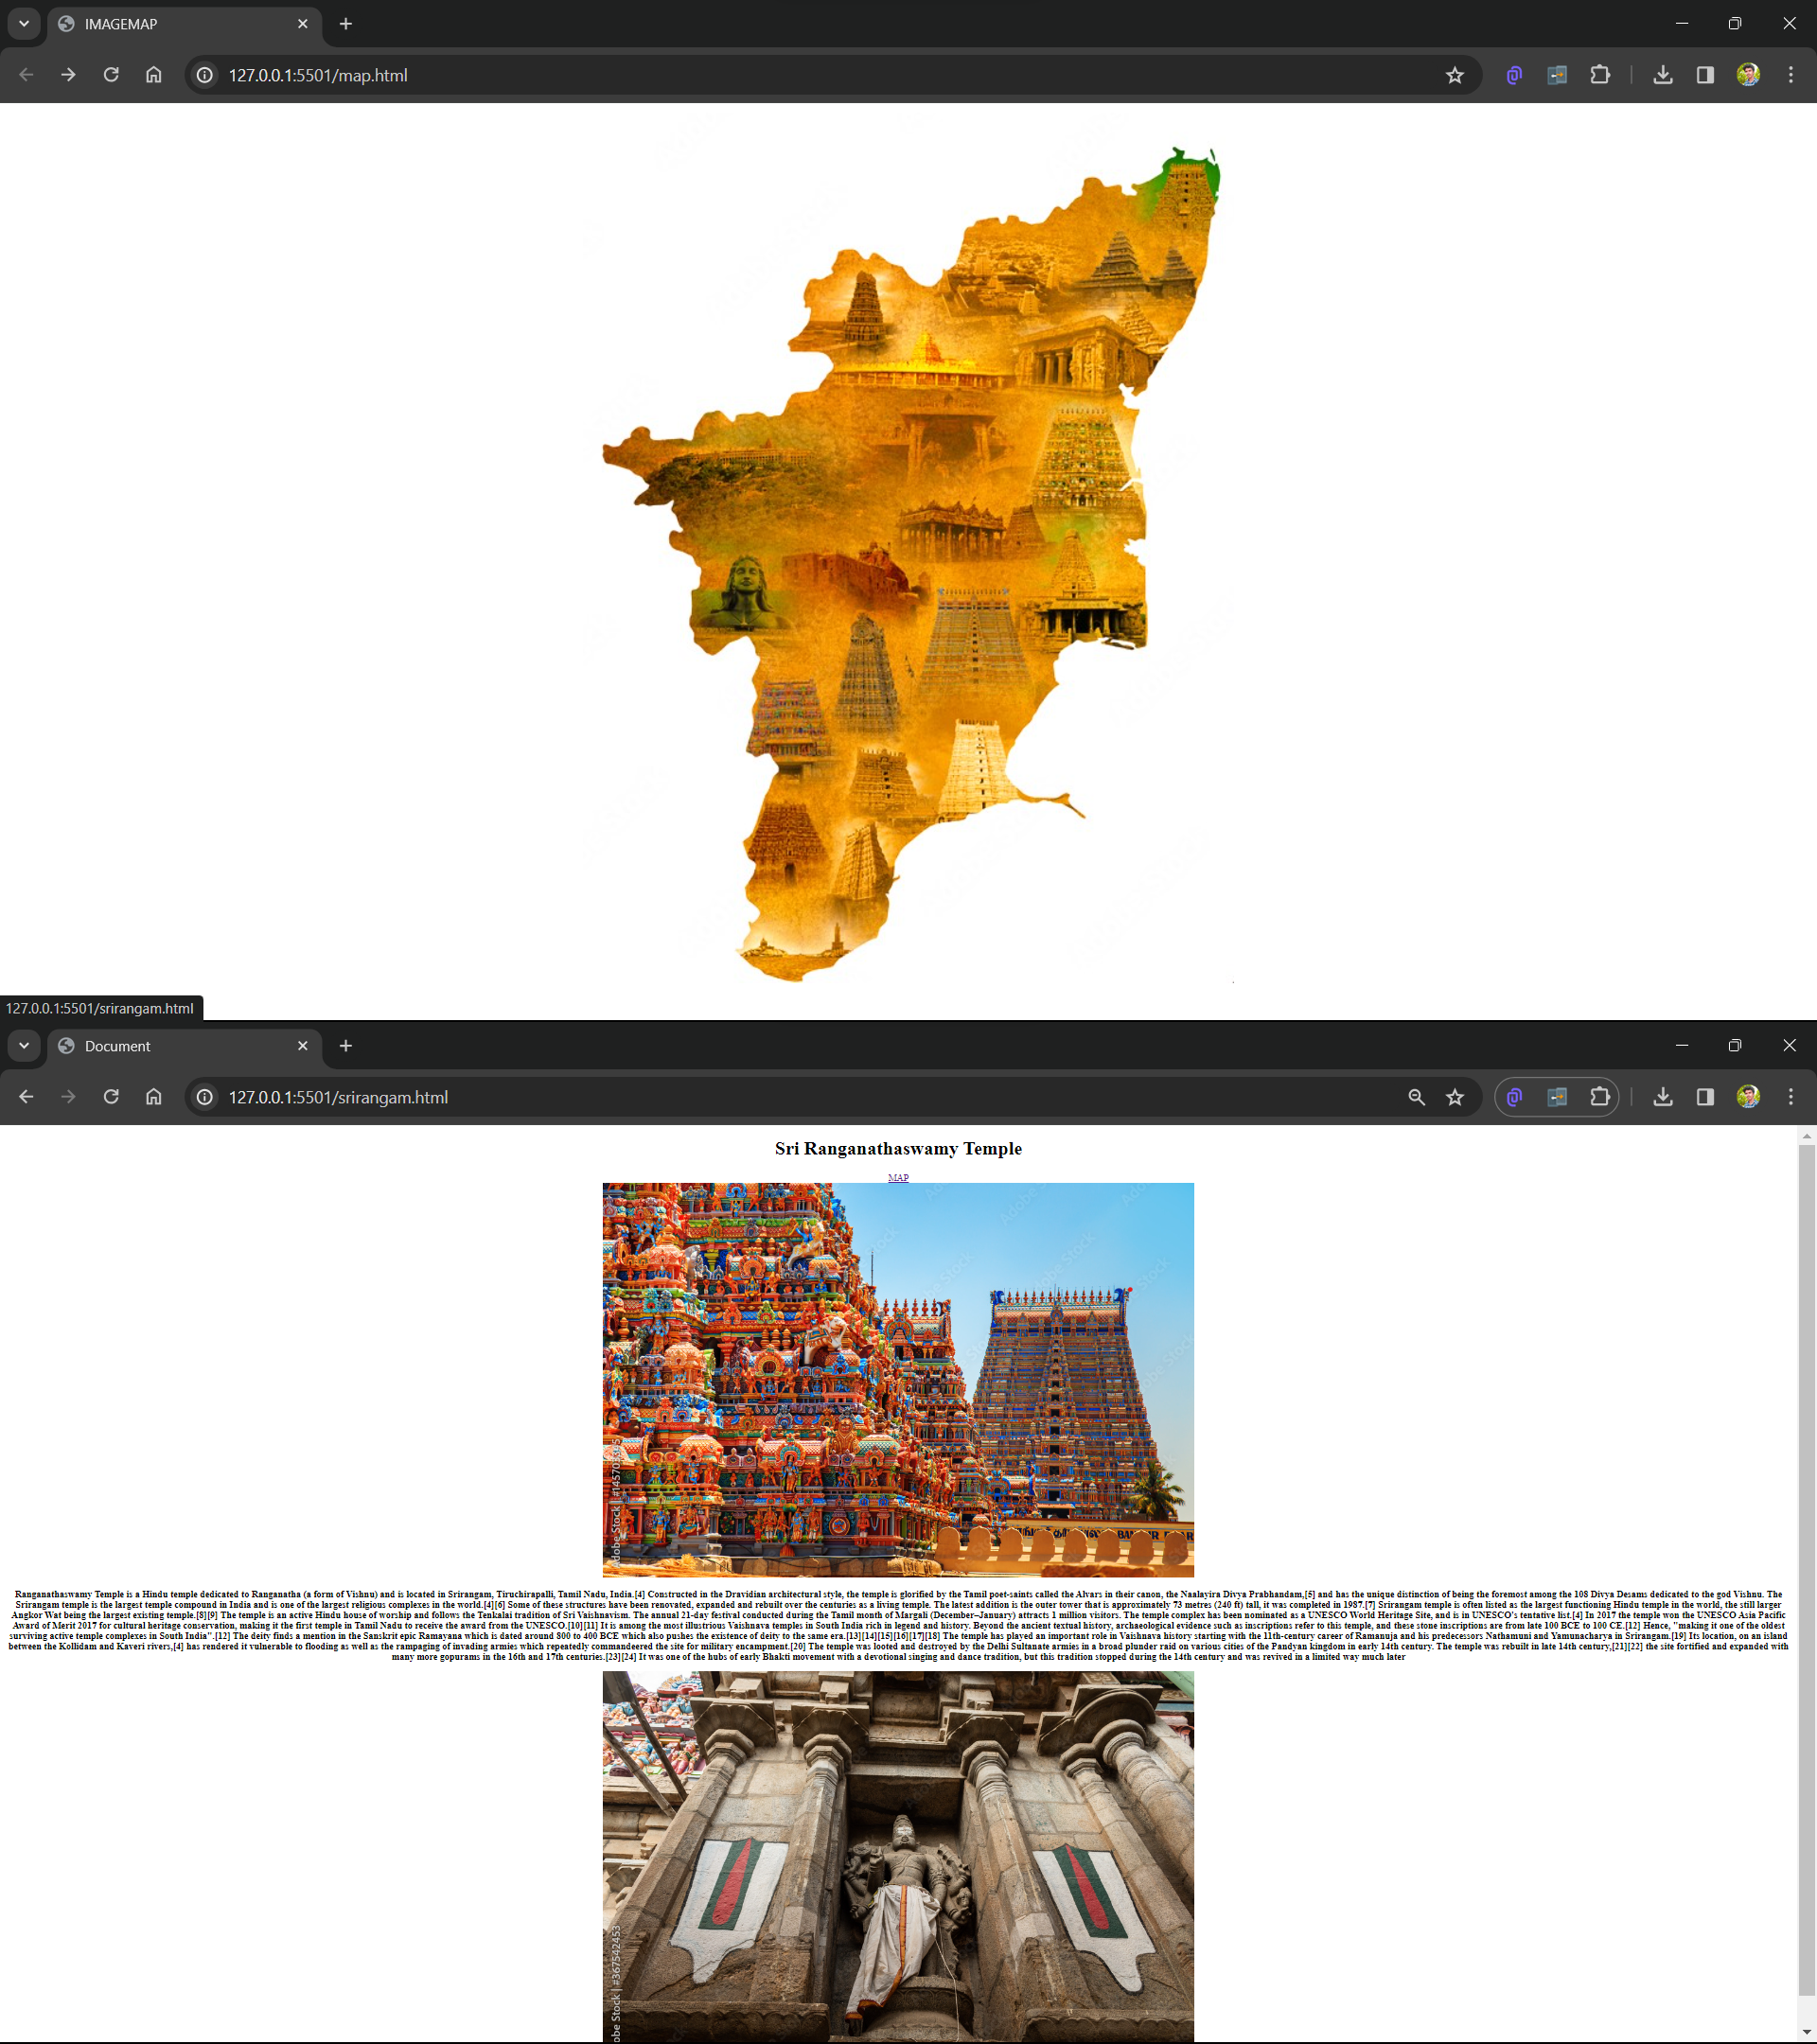 IMAGEMAP
127.0.0.1:5501/map.html
127.0.0.1:5501/srirangam.html
Document
127.0.0.1:5501/srirangam.html
Sri Ranganathaswamy Temple
MAP
Adobe Stock
Ranganathaswamy Temple is a Hindu temple dedicated to Ranganatha (a form of Vishnu) and is located in Srirangam, Tiruchirapalli, Tamil Nadu, India.[4] Constructed in the Dravidian architectural style, the temple is glorified by the Tamil poet-saints called the Alvars in their canon, the Naalayira Divya Prabhandam,[5] and has the unique distinction of being the foremost among the 108 Divya Desams dedicated to the god Vishnu. The
Srirangam temple is the largest temple compound in India and is one of the largest religious complexes in the world.[4][6] Some of these structures have been renovated, expanded and rebuilt over the centuries as a living temple. The latest addition is the outer tower that is approximately 73 metres (240 ft) tall, it was completed in 1987.[7] Srirangam temple is often listed as the largest functioning Hindu temple in the world, the still larger
Angkor Wat being the largest existing temple.[8][9] The temple is an active Hindu house of worship and follows the Tenkalai tradition of Sri Vaishnavism. The annual 21-day festival conducted during the Tamil month of Margali (December–January) attracts 1 million visitors. The temple complex has been nominated as a UNESCO World Heritage Site, and is in UNESCO's tentative list.[4] In 2017 the temple won the UNESCO Asia Pacific
Award of Merit 2017 for cultural heritage conservation, making it the first temple in Tamil Nadu to receive the award from the UNESCO.[10][11] It is among the most illustrious Vaishnava temples in South India rich in legend and history. Beyond the ancient textual history, archaeological evidence such as inscriptions refer to this temple, and these stone inscriptions are from late 100 BCE to 100 CE.[12] Hence, "making it one of the oldest
surviving active temple complexes in South India".[12] The deity finds a mention in the Sanskrit epic Ramayana which is dated around 800 to 400 BCE which also pushes the existence of deity to the same era.[13][14][15][16][17][18] The temple has played an important role in Vaishnava history starting with the 11th-century career of Ramanuja and his predecessors Nathamuni and Yamunacharya in Srirangam.[19] Its location, on an island
between the Kollidam and Kaveri rivers,[4] has rendered it vulnerable to flooding as well as the rampaging of invading armies which repeatedly commandeered the site for military encampment.[20] The temple was looted and destroyed by the Delhi Sultanate armies in a broad plunder raid on various cities of the Pandyan kingdom in early 14th century. The temple was rebuilt in late 14th century,[21][22] the site fortified and expanded with
many more gopurams in the 16th and 17th centuries.[23][24] It was one of the hubs of early Bhakti movement with a devotional singing and dance tradition, but this tradition stopped during the 14th century and was revived in a limited way much later
Stock | #367542453